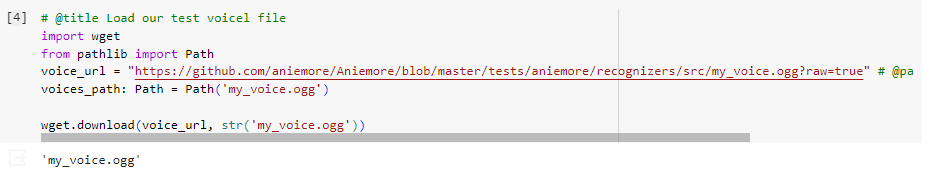 [4] # @title Load our test voicel file
import wget
from pathlib import Path
voice_url = "https://github.com/aniemore/Aniemore/blob/master/tests/aniemore/recognizers/src/my_voice.ogg?raw=true" # @pa
voices_path: Path = Path('my_voice.ogg')
wget.download(voice_url, str('my_voice.ogg'))
'my_voice.ogg'